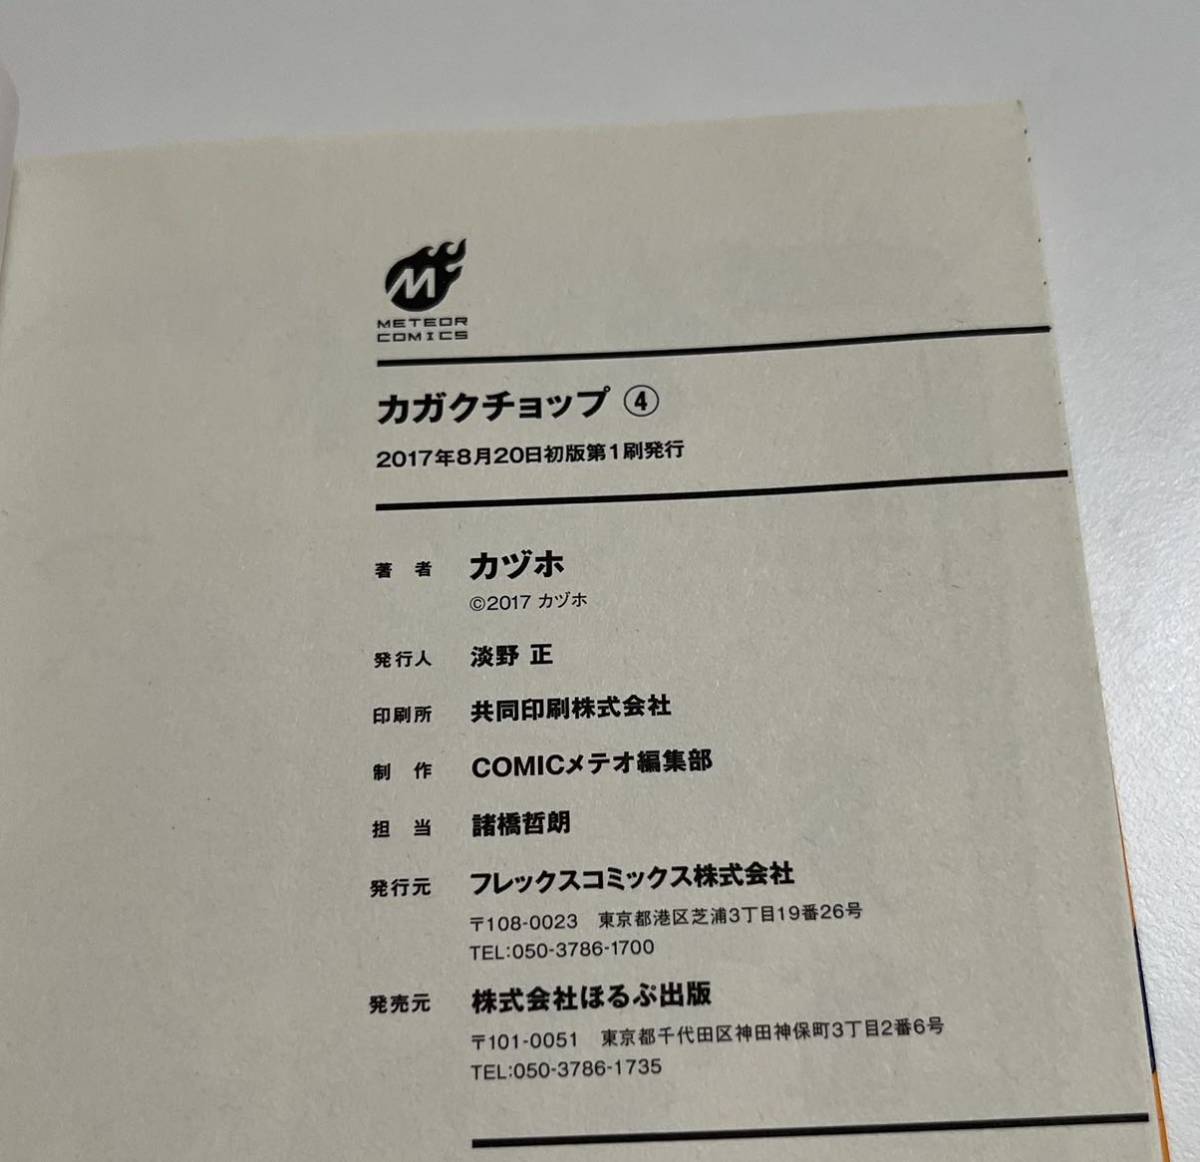 M
METEOR
COMICS
カガクチョップ ④
2017年8月20日初版第1刷発行
著 者 カヅホ
©2017 カヅホ
発行人 淡野 正
印刷所 共同印刷株式会社
制 作 COMICメテオ編集部
担 当 諸橋哲朗
発行元 フレックスコミックス株式会社
〒108-0023 東京都港区芝浦3丁目19番26号
TEL:050-3786-1700
発売元 株式会社ほるぷ出版
〒101-0051 東京都千代田区神田神保町3丁目2番6号
TEL:050-3786-1735